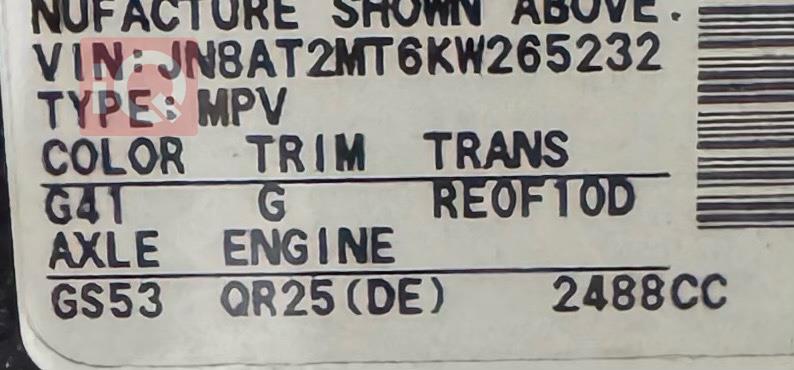 NUFACTURE SHOWN ABOVE.
VIN: JN8AT2MT6KW265232
TYPE: MPV
COLOR TRIM TRANS
G41 G RE0F10D
AXLE ENGINE
GS53 QR25(DE) 2488CC